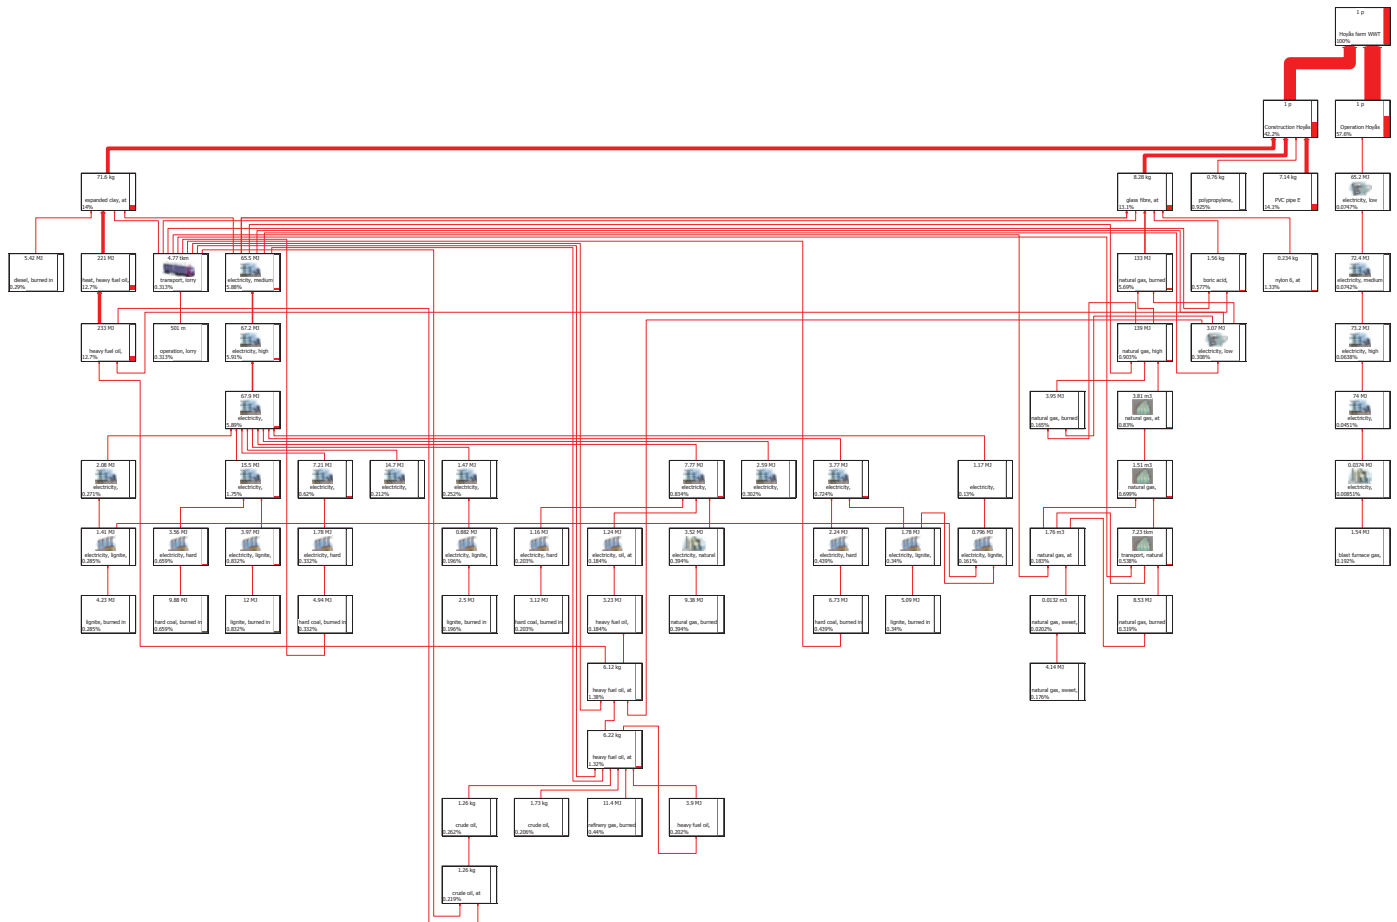 1 p
Hoyås farm WWT
100%
1 p
Construction Hoyås
42.2%
1 p
Operation Hoyås
57.8%
71.6 kg
expanded clay, at
14%
8.28 kg
glass fibre, at
13.1%
0.76 kg
polypropylene,
0.925%
7.14 kg
PVC pipe E
14.1%
65.2 MJ
electricity, low
0.0747%
5.42 MJ
diesel, burned in
0.29%
221 MJ
heat, heavy fuel oil,
12.7%
4.77 tkm
transport, lorry
0.313%
65.5 MJ
electricity, medium
5.88%
133 MJ
natural gas, burned
5.69%
1.56 kg
boric acid,
0.577%
0.234 kg
nylon 6, at
1.33%
72.4 MJ
electricity, medium
0.0742%
233 MJ
heavy fuel oil,
12.7%
501 m
operation, lorry
0.313%
67.2 MJ
electricity, high
5.91%
139 MJ
natural gas, high
0.903%
3.07 MJ
electricity, low
0.308%
73.2 MJ
electricity, high
0.0638%
67.9 MJ
electricity,
5.89%
3.95 MJ
natural gas, burned
0.165%
3.81 m3
natural gas, at
0.83%
74 MJ
electricity,
0.0451%
2.08 MJ
electricity,
0.271%
15.5 MJ
electricity,
1.75%
7.21 MJ
electricity,
0.62%
14.7 MJ
electricity,
0.212%
1.47 MJ
electricity,
0.252%
7.77 MJ
electricity,
0.834%
2.59 MJ
electricity,
0.302%
3.77 MJ
electricity,
0.724%
1.17 MJ
electricity,
0.13%
1.51 m3
natural gas,
0.699%
0.0374 MJ
electricity,
0.00851%
1.41 MJ
electricity, lignite,
0.285%
3.56 MJ
electricity, hard
0.659%
3.97 MJ
electricity, lignite,
0.832%
1.78 MJ
electricity, hard
0.332%
0.882 MJ
electricity, lignite,
0.196%
1.16 MJ
electricity, hard
0.203%
1.24 MJ
electricity, oil, at
0.184%
3.52 MJ
electricity, natural
0.394%
2.24 MJ
electricity, hard
0.439%
1.78 MJ
electricity, lignite,
0.34%
0.796 MJ
electricity, lignite,
0.161%
1.76 m3
natural gas, at
0.183%
7.23 tkm
transport, natural
0.538%
1.54 MJ
blast furnace gas,
0.192%
4.23 MJ
lignite, burned in
0.285%
9.88 MJ
hard coal, burned in
0.659%
12 MJ
lignite, burned in
0.832%
4.94 MJ
hard coal, burned in
0.332%
2.5 MJ
lignite, burned in
0.196%
3.12 MJ
hard coal, burned in
0.203%
3.23 MJ
heavy fuel oil,
0.184%
9.38 MJ
natural gas, burned
0.394%
6.73 MJ
hard coal, burned in
0.439%
5.09 MJ
lignite, burned in
0.34%
0.0132 m3
natural gas, sweet,
0.0202%
8.53 MJ
natural gas, burned
0.319%
6.12 kg
heavy fuel oil, at
1.38%
4.14 MJ
natural gas, sweet,
0.176%
6.22 kg
heavy fuel oil, at
1.32%
1.26 kg
crude oil,
0.262%
1.73 kg
crude oil,
0.206%
11.4 MJ
refinery gas, burned
0.44%
3.9 MJ
heavy fuel oil,
0.202%
1.26 kg
crude oil, at
0.219%